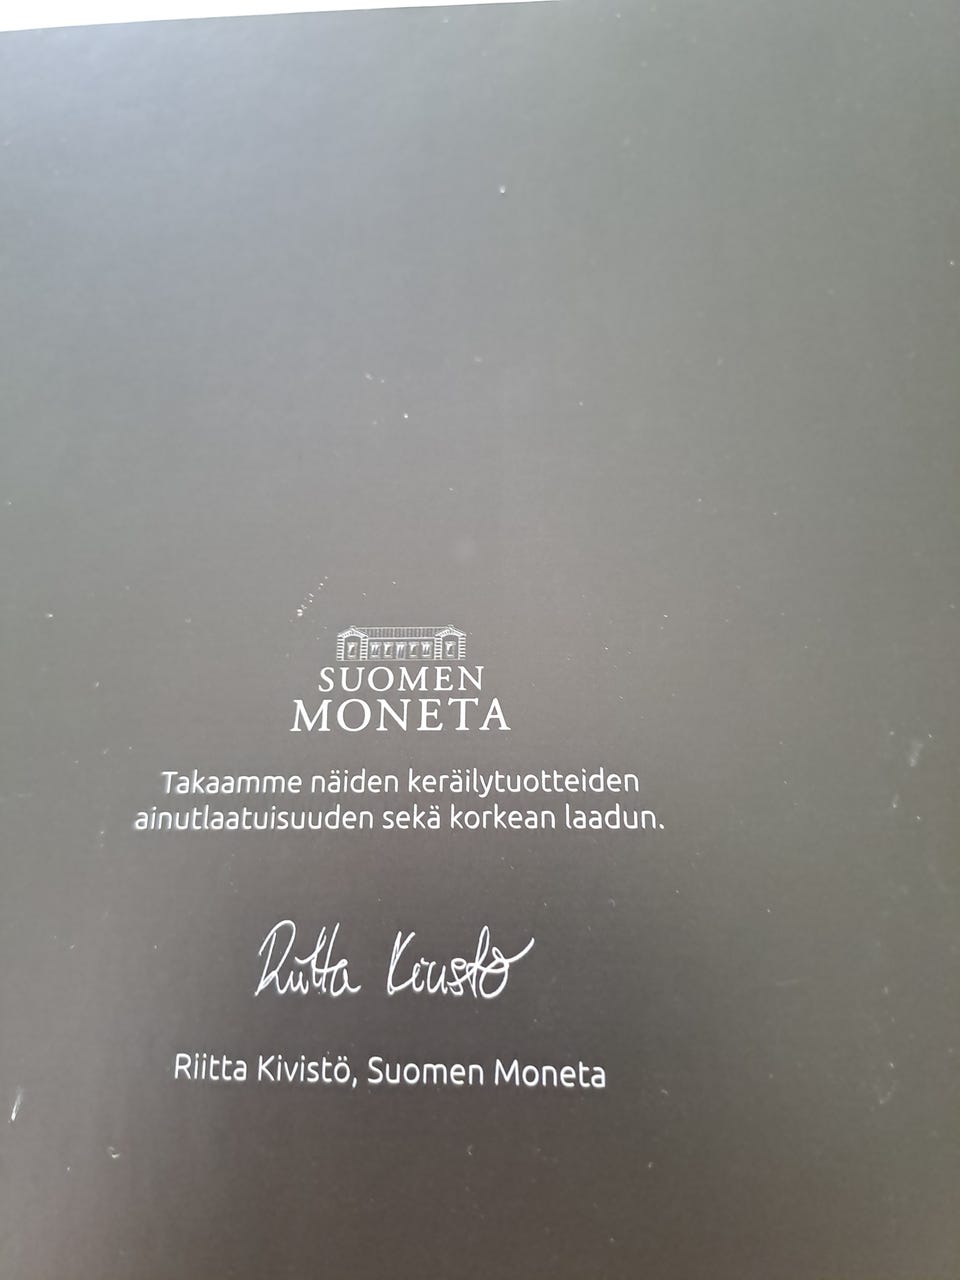 SUOMEN
MONETA
Takaamme näiden keräilytuotteiden
ainutlaatuisuuden sekä korkean laadun.
Riitta Kivistö
Riitta Kivistö, Suomen Moneta